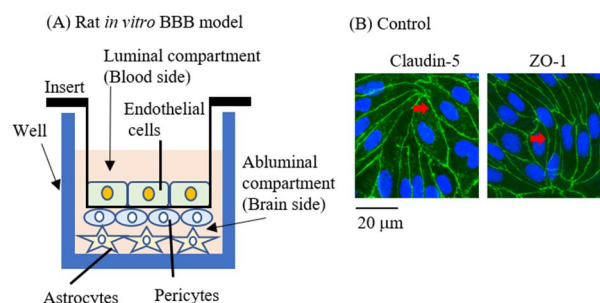 (A) Rat in vitro BBB model
Luminal compartment
(Blood side)
Insert
Endothelial
cells
Well
Abluminal
compartment
(Brain side)
Astrocytes
Pericytes
(B) Control
Claudin-5
ZO-1
20 μm